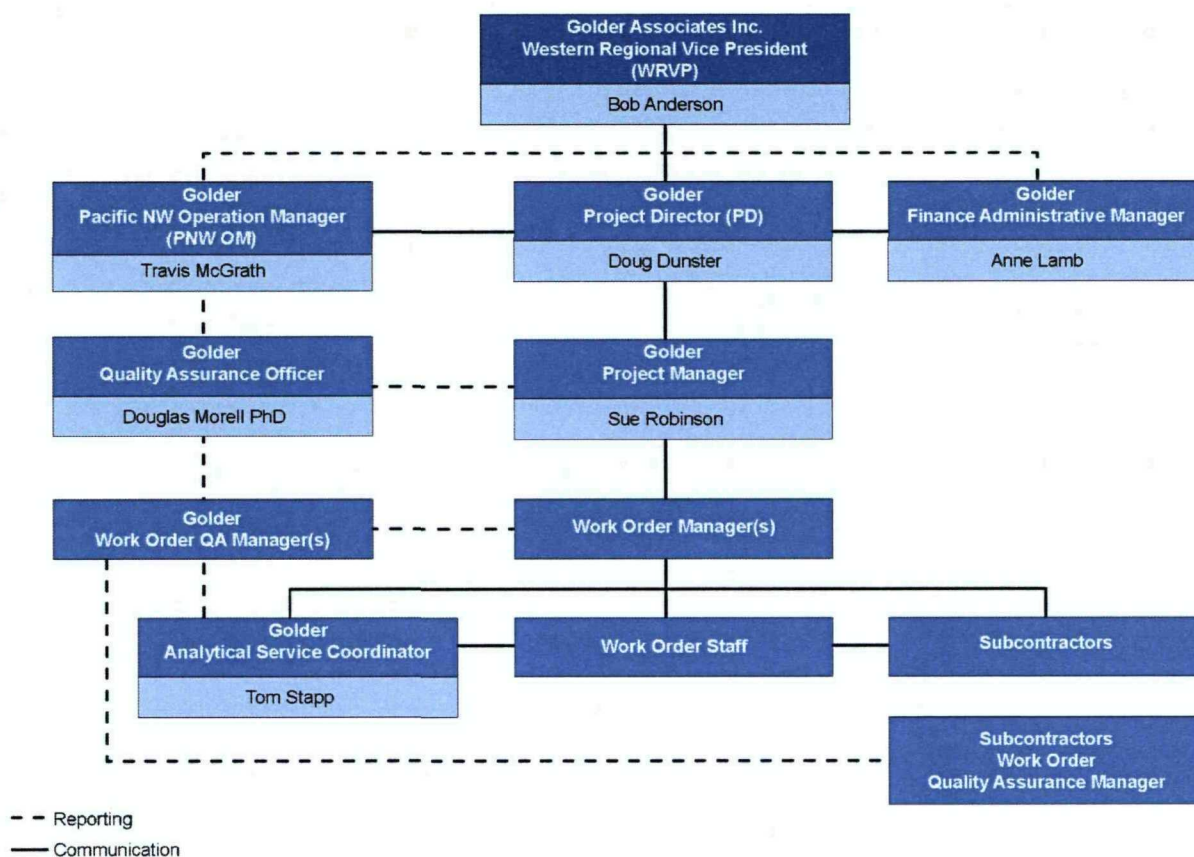 Golder Associates Inc.
Western Regional Vice President
(WRVP)
Bob Anderson
Golder
Pacific NW Operation Manager
(PNW OM)
Travis McGrath
Golder
Project Director (PD)
Doug Dunster
Golder
Finance Administrative Manager
Anne Lamb
Golder
Quality Assurance Officer
Douglas Morell PhD
Golder
Project Manager
Sue Robinson
Golder
Work Order QA Manager(s)
Work Order Manager(s)
Golder
Analytical Service Coordinator
Tom Stapp
Work Order Staff
Subcontractors
Subcontractors
Work Order
Quality Assurance Manager
Reporting
Communication